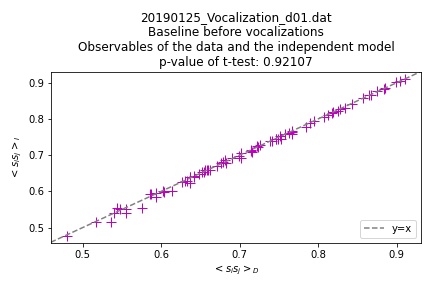 20190125_Vocalization_d01.dat
Baseline before vocalizations
Observables of the data and the independent model
p-value of t-test: 0.92107
0.9
0.8
0.7
0.6
0.5
< s_i s_j >_I
y=x
0.5 0.6 0.7 0.8 0.9
< s_i s_j >_D